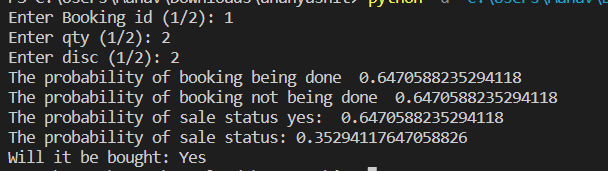 Enter Booking id (1/2): 1
Enter qty (1/2): 2
Enter disc (1/2): 2
The probability of booking being done  0.6470588235294118
The probability of booking not being done  0.6470588235294118
The probability of sale status yes:  0.6470588235294118
The probability of sale status: 0.35294117647058826
Will it be bought: Yes